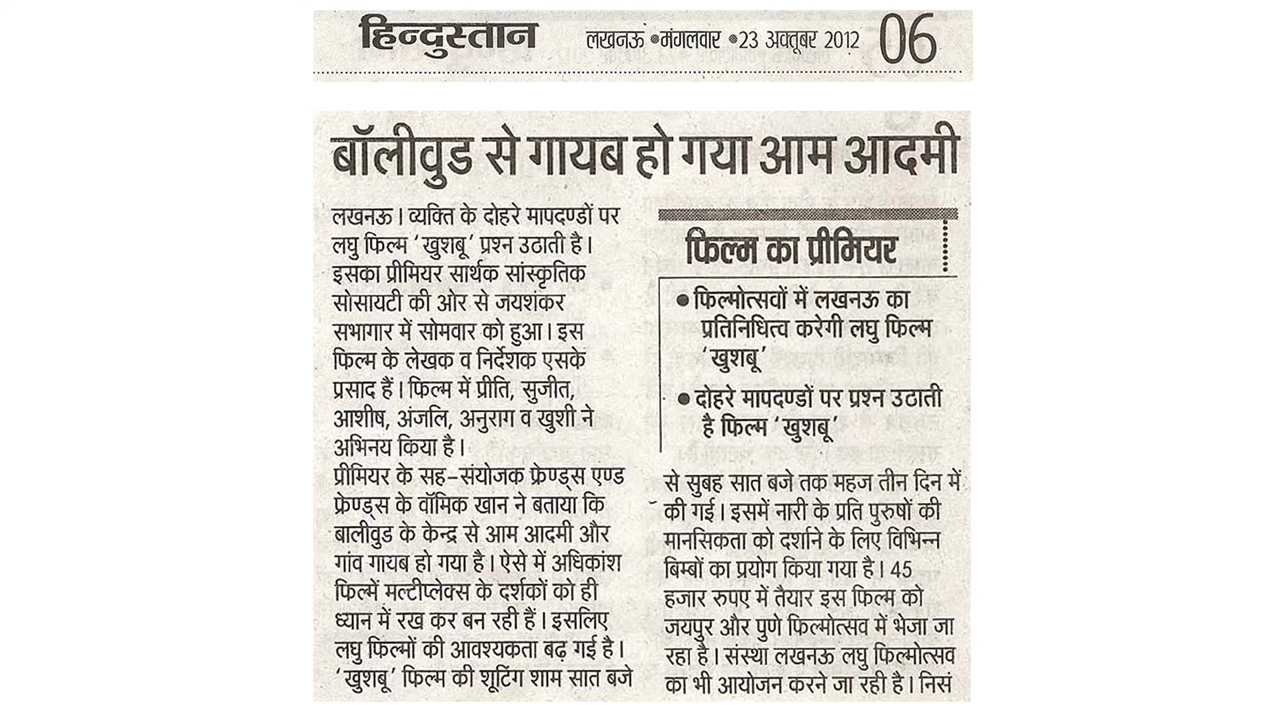 हिन्दुस्तान
लखनऊ •मंगलवार •23 अक्तूबर 2012
06
बॉलीवुड से गायब हो गया आम आदमी
लखनऊ। व्यक्ति के दोहरे मापदण्डों पर
लघु फिल्म ‘खुशबू’ प्रश्न उठाती है।
इसका प्रीमियर सार्थक सांस्कृतिक
सोसायटी की ओर से जयशंकर
सभागार में सोमवार को हुआ। इस
फिल्म के लेखक व निर्देशक एसके
प्रसाद हैं। फिल्म में प्रीति, सुजीत,
आशीष, अंजलि, अनुराग व खुशी ने
अभिनय किया है।
प्रीमियर के सह-संयोजक फ्रेण्ड्स एण्ड
फ्रेण्ड्स के वॉमिक खान ने बताया कि
बालीवुड के केन्द्र से आम आदमी और
गांव गायब हो गया है। ऐसे में अधिकांश
फिल्में मल्टीप्लेक्स के दर्शकों को ही
ध्यान में रख कर बन रही हैं। इसलिए
लघु फिल्मों की आवश्यकता बढ़ गई है।
‘खुशबू’ फिल्म की शूटिंग शाम सात बजे
फिल्म का प्रीमियर
• फिल्मोत्सवों में लखनऊ का
प्रतिनिधित्व करेगी लघु फिल्म
‘खुशबू’
• दोहरे मापदण्डों पर प्रश्न उठाती
है फिल्म ‘खुशबू’
से सुबह सात बजे तक महज तीन दिन में
की गई। इसमें नारी के प्रति पुरुषों की
मानसिकता को दर्शाने के लिए विभिन्न
बिम्बों का प्रयोग किया गया है। 45
हजार रुपए में तैयार इस फिल्म को
जयपुर और पुणे फिल्मोत्सव में भेजा जा
रहा है। संस्था लखनऊ लघु फिल्मोत्सव
का भी आयोजन करने जा रही है। निसं